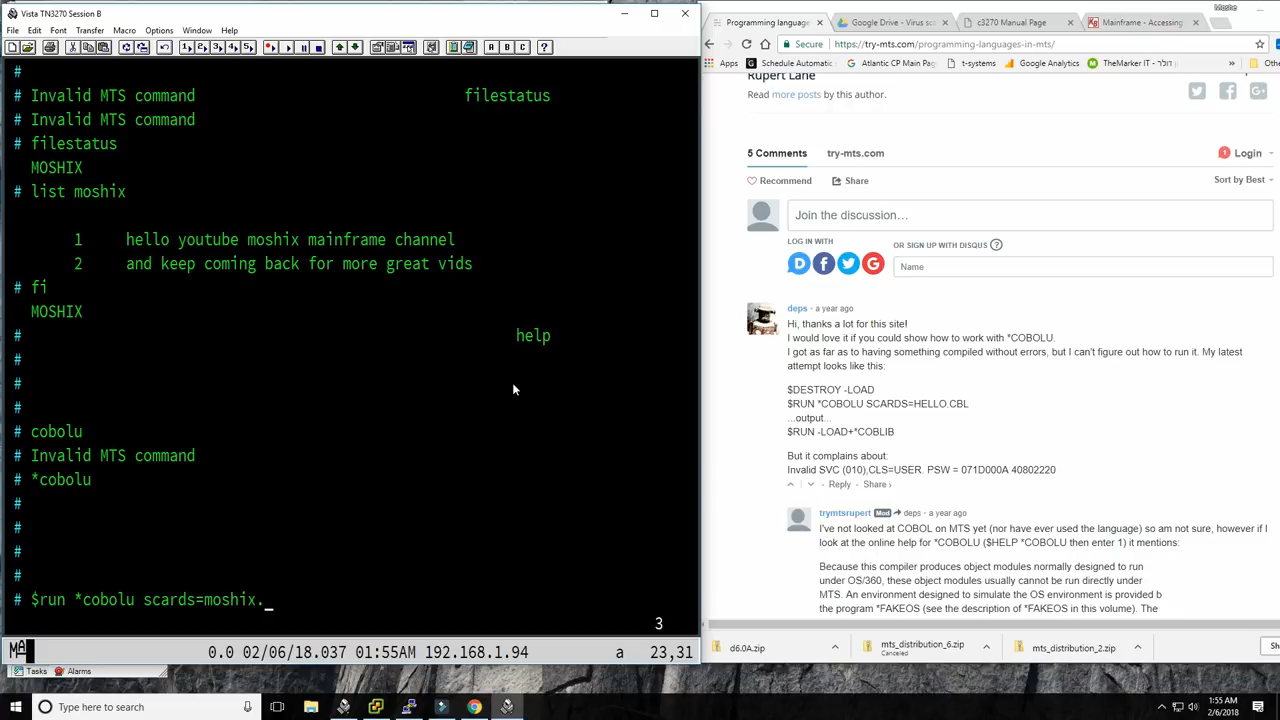 Vista TN3270 Session B
File Edit Font Transfer Macro Options Window Help
A B C ?
#
# Invalid MTS command filestatus
# Invalid MTS command
# filestatus
MOSHIX
# list moshix
1 hello youtube moshix mainframe channel
2 and keep coming back for more great vids
# fi
MOSHIX
# help
#
#
#
# cobolu
# Invalid MTS command
# *cobolu
#
#
#
#
# $run *cobolu scards=moshix._
3
MA 0.0 02/06/18.037 01:55AM 192.168.1.94 a 23,31
Tasks Alarms
Moshe
Programming language
Google Drive - Virus sc
c3270 Manual Page
Mainframe - Accessing
Secure https://try-mts.com/programming-languages-in-mts/
Apps Schedule Automatic Atlantic CP Main Pag t-systems Google Analytics TheMarker IT - דולר » Oth
Rupert Lane
Read more posts by this author.
5 Comments try-mts.com 1 Login
Recommend Share Sort by Best
Join the discussion…
LOG IN WITH
OR SIGN UP WITH DISQUS ?
Name
deps · a year ago
Hi, thanks a lot for this site!
I would love it if you could show how to work with *COBOLU.
I got as far as to having something compiled without errors, but I can't figure out how to run it. My latest
attempt looks like this:
$DESTROY -LOAD
$RUN *COBOLU SCARDS=HELLO.CBL
...output...
$RUN -LOAD+*COBLIB
But it complains about:
Invalid SVC (010),CLS=USER. PSW = 071D000A 40802220
Reply Share ›
trymtsrupert Mod deps · a year ago
I've not looked at COBOL on MTS yet (nor have ever used the language) so am not sure, however if I
look at the online help for *COBOLU ($HELP *COBOLU then enter 1) it mentions:
Because this compiler produces object modules normally designed to run
under OS/360, these object modules usually cannot be run directly under
MTS. An environment designed to simulate the OS environment is provided b
the program *FAKEOS (see the description of *FAKEOS in this volume). The
d6.0A.zip
mts_distribution_6.zip
Canceled
mts_distribution_2.zip
Sh
Type here to search
1:55 AM
2/6/2018